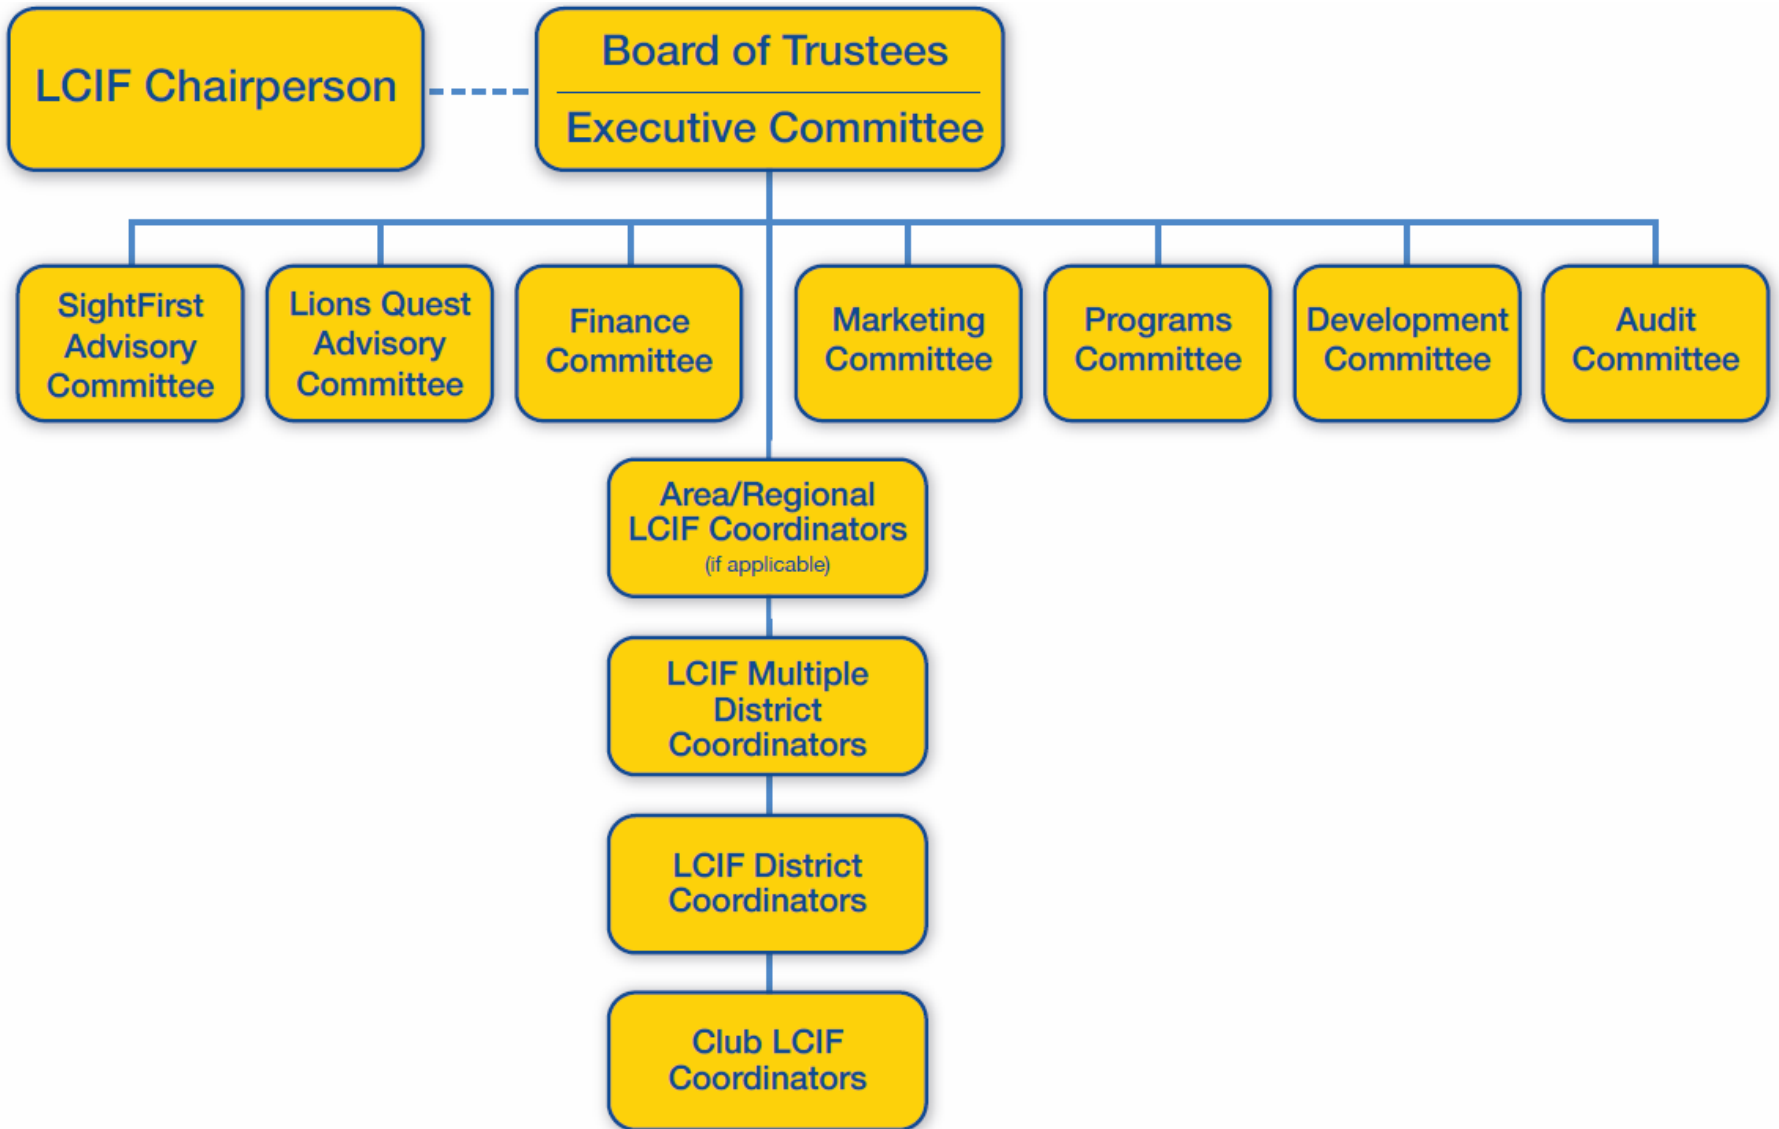 LCIF Chairperson
Board of Trustees
Executive Committee
SightFirst
Advisory
Committee
Lions Quest
Advisory
Committee
Finance
Committee
Marketing
Committee
Programs
Committee
Development
Committee
Audit
Committee
Area/Regional
LCIF Coordinators
(if applicable)
LCIF Multiple
District
Coordinators
LCIF District
Coordinators
Club LCIF
Coordinators